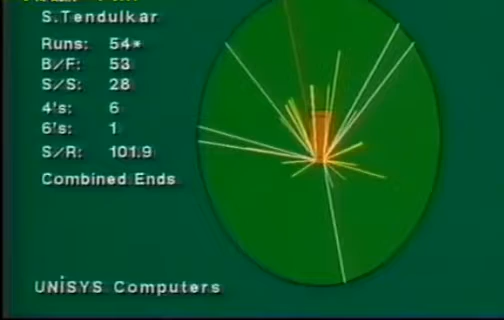 S.Tendulkar
Runs: 54*
B/F: 53
S/S: 28
4's: 6
6's: 1
S/R: 101.9
Combined Ends
UNiSYS Computers